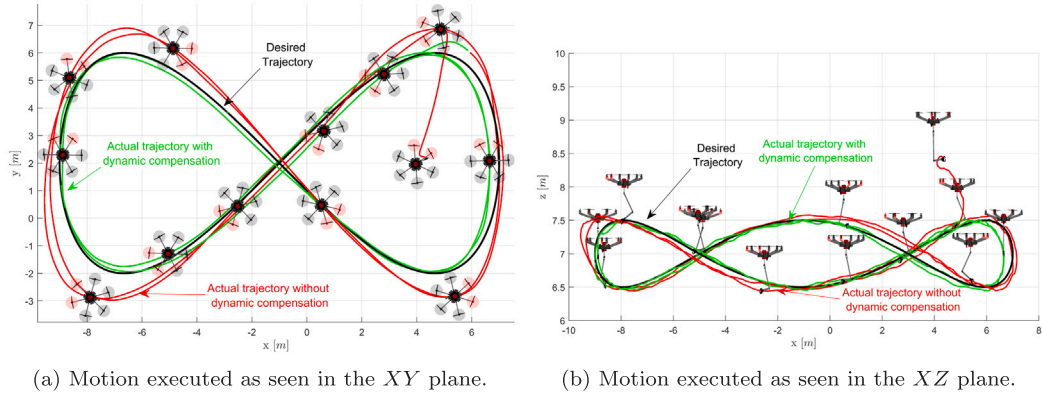 7
6
5
4
3
2
1
0
-1
-2
-3
y [m]
-8
-6
-4
-2
0
2
4
6
x [m]
Desired
Trajectory
Actual trajectory with
dynamic compensation
Actual trajectory without
dynamic compensation
(a) Motion executed as seen in the XY plane.
10
9.5
9
8.5
8
7.5
7
6.5
6
z [m]
-10
-8
-6
-4
-2
0
2
4
6
8
x [m]
Desired
Trajectory
Actual trajectory with
dynamic compensation
Actual trajectory without
dynamic compensation
(b) Motion executed as seen in the XZ plane.